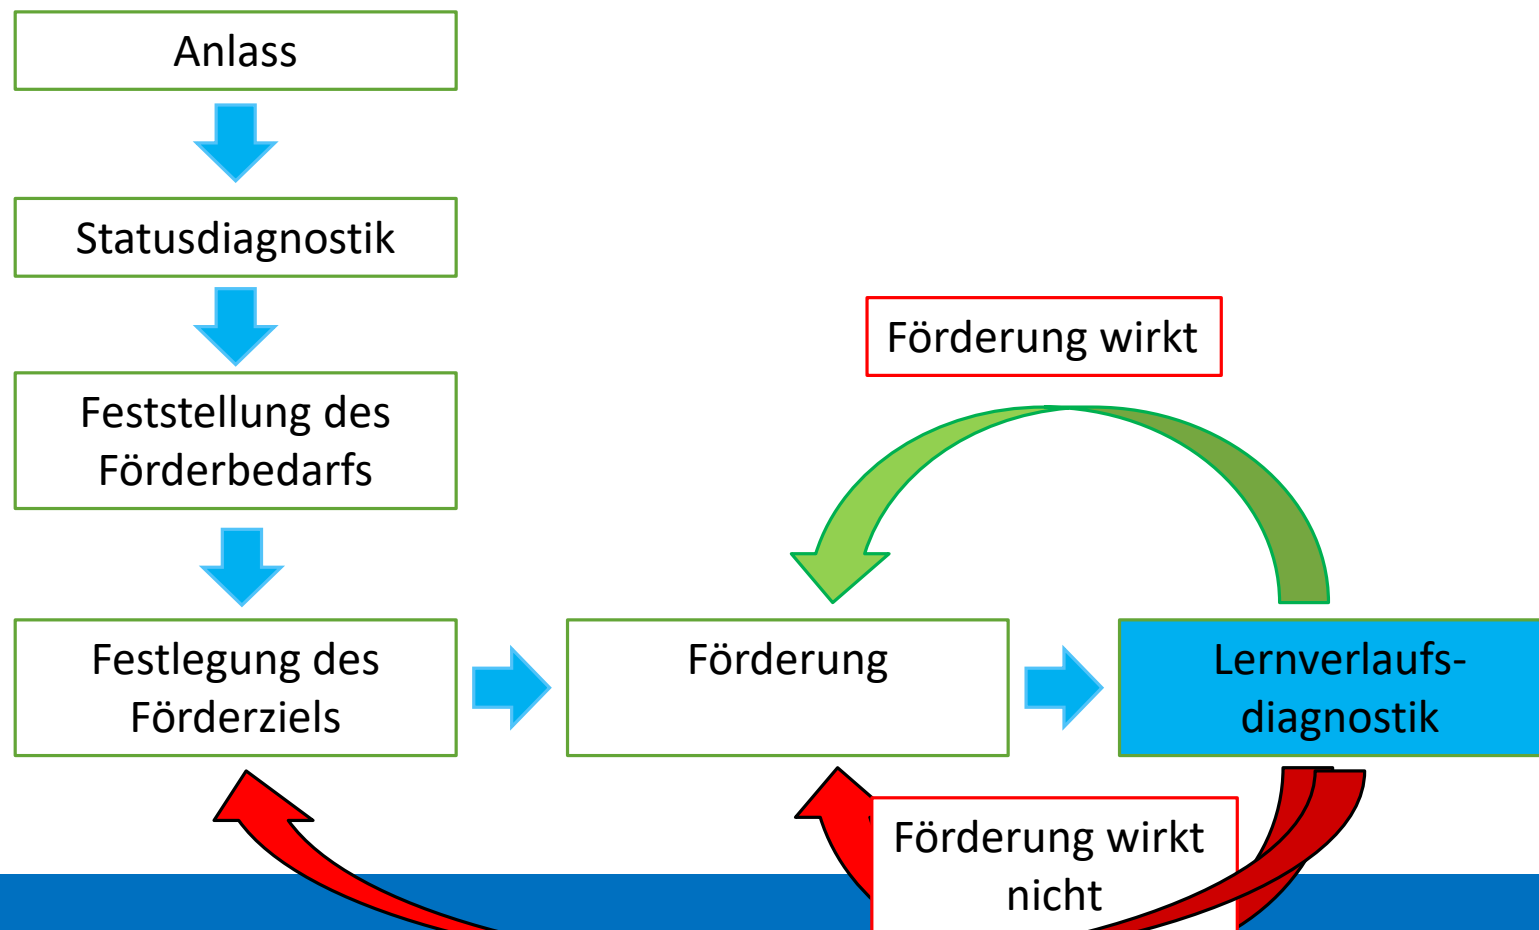 Anlass
Statusdiagnostik
Förderung wirkt
Feststellung des
Förderbedarfs
Festlegung des
Förderziels
Förderung
Lernverlaufs-
diagnostik
Förderung wirkt
nicht